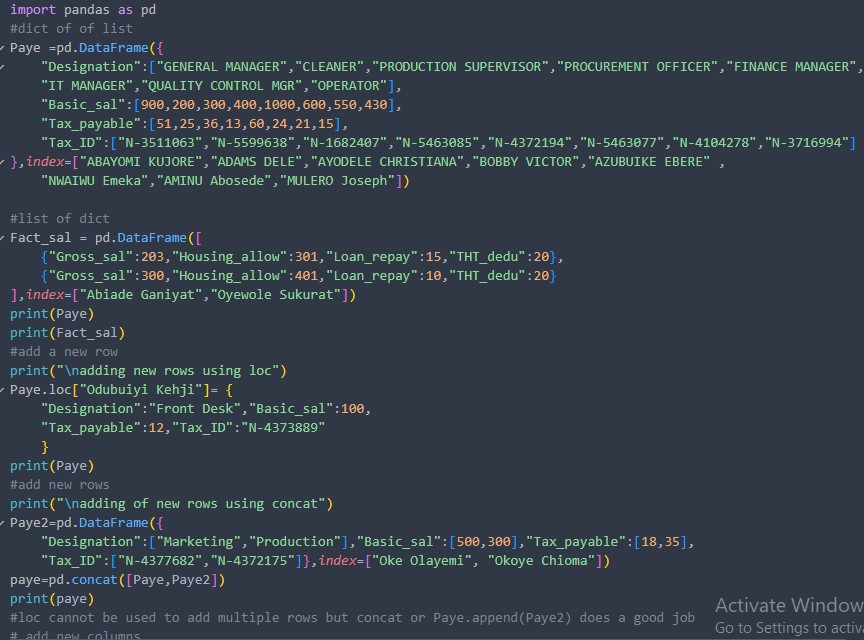 import pandas as pd
#dict of of list
Paye =pd.DataFrame({
"Designation":["GENERAL MANAGER","CLEANER","PRODUCTION SUPERVISOR","PROCUREMENT OFFICER","FINANCE MANAGER",
"IT MANAGER","QUALITY CONTROL MGR","OPERATOR"],
"Basic_sal":[900,200,300,400,1000,600,550,430],
"Tax_payable":[51,25,36,13,60,24,21,15],
"Tax_ID":["N-3511063","N-5599638","N-1682407","N-5463085","N-4372194","N-5463077","N-4104278","N-3716994"]
},index=["ABAYOMI KUJORE","ADAMS DELE","AYODELE CHRISTIANA","BOBBY VICTOR","AZUBUIKE EBERE" ,
"NWAIWU Emeka","AMINU Abosede","MULERO Joseph"])
#list of dict
Fact_sal = pd.DataFrame([
{"Gross_sal":203,"Housing_allow":301,"Loan_repay":15,"THT_dedu":20},
{"Gross_sal":300,"Housing_allow":401,"Loan_repay":10,"THT_dedu":20}
],index=["Abiade Ganiyat","Oyewole Sukurat"])
print(Paye)
print(Fact_sal)
#add a new row
print("\nadding new rows using loc")
Paye.loc["Odubuiyi Kehji"]= {
"Designation":"Front Desk","Basic_sal":100,
"Tax_payable":12,"Tax_ID":"N-4373889"
}
print(Paye)
#add new rows
print("\nadding of new rows using concat")
Paye2=pd.DataFrame({
"Designation":["Marketing","Production"],"Basic_sal":[500,300],"Tax_payable":[18,35],
"Tax_ID":["N-4377682","N-4372175"]},index=["Oke Olayemi", "Okoye Chioma"])
paye=pd.concat([Paye,Paye2])
print(paye)
#loc cannot be used to add multiple rows but concat or Paye.append(Paye2) does a good job
# add new columns
Activate Window
Go to Settings to activa